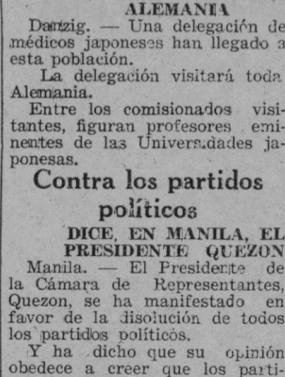 ALEMANIA
Dantzig. — Una delegación de
médicos japoneses han llegado a
esta población.
La delegación visitará toda
Alemania.
Entre los comisionados visi-
tantes, figuran profesores emi-
nentes de las Universidades ja-
ponesas.
Contra los partidos
políticos
DICE, EN MANILA, EL
PRESIDENTE QUEZON
Manila. — El Presidente de
la Cámara de Representantes,
Quezon, se ha manifestado en
favor de la disolución de todos
los partidos políticos.
Y ha dicho que su opinión
obedece a creer que los parti-